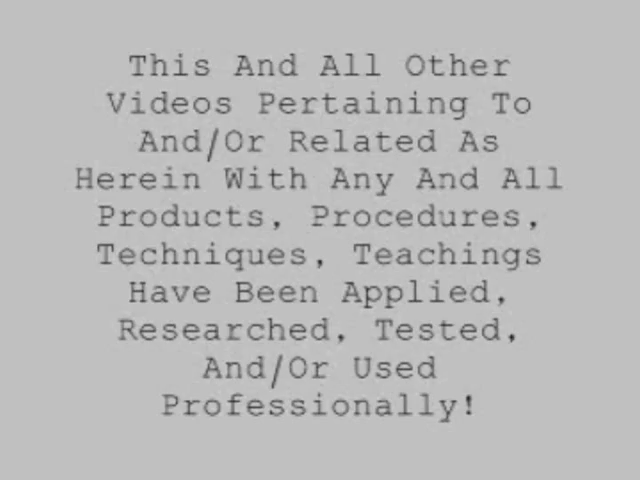 This And All Other
Videos Pertaining To
And/Or Related As
Herein With Any And All
Products, Procedures,
Techniques, Teachings
Have Been Applied,
Researched, Tested,
And/Or Used
Professionally!